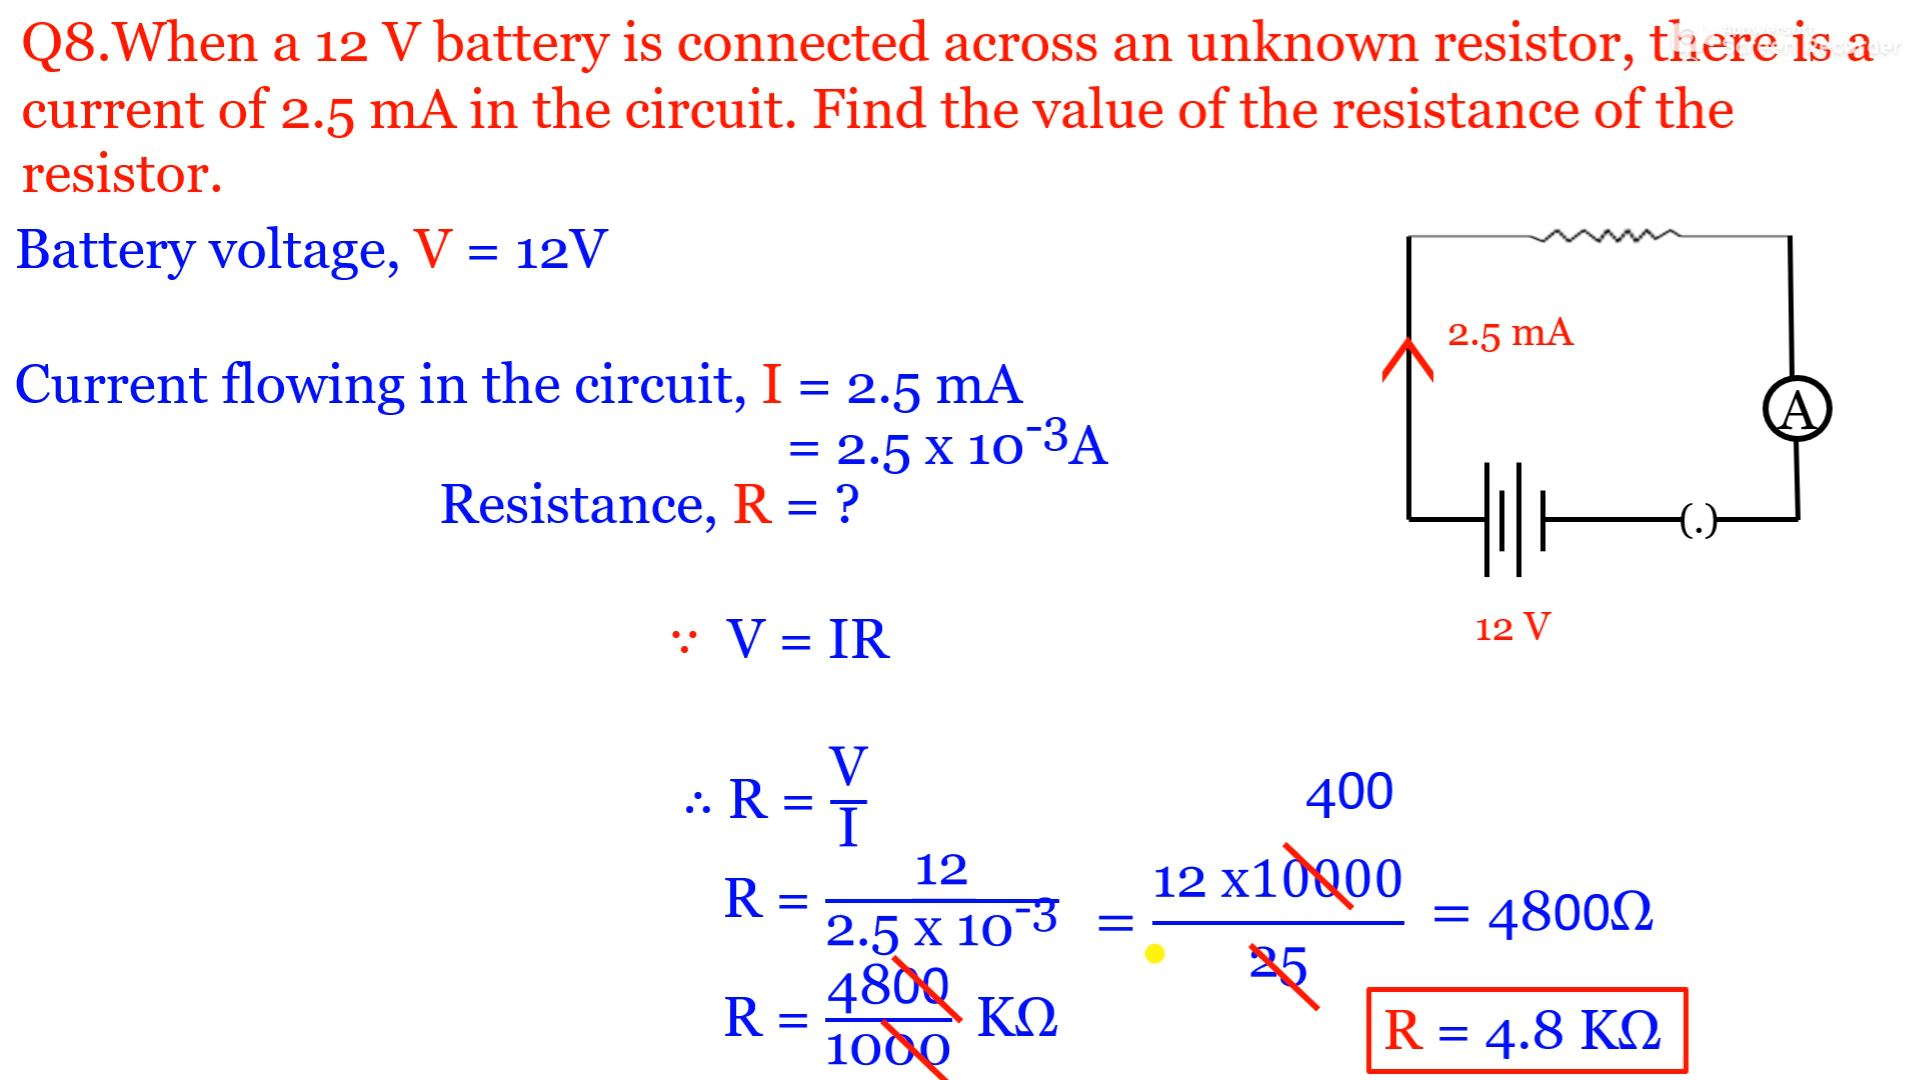 Q8.When a 12 V battery is connected across an unknown resistor, there is a
current of 2.5 mA in the circuit. Find the value of the resistance of the
resistor.
Battery voltage, V = 12V
Current flowing in the circuit, I = 2.5 mA
= 2.5 x 10⁻³A
Resistance, R = ?
2.5 mA
A
(.)
12 V
∵ V = IR
∴ R = V/I
R = 12 / 2.5 x 10⁻³ = 12 x10000 / 25 = 4800Ω
400
R = 4800 / 1000 KΩ
R = 4.8 KΩ
Screen Recorder